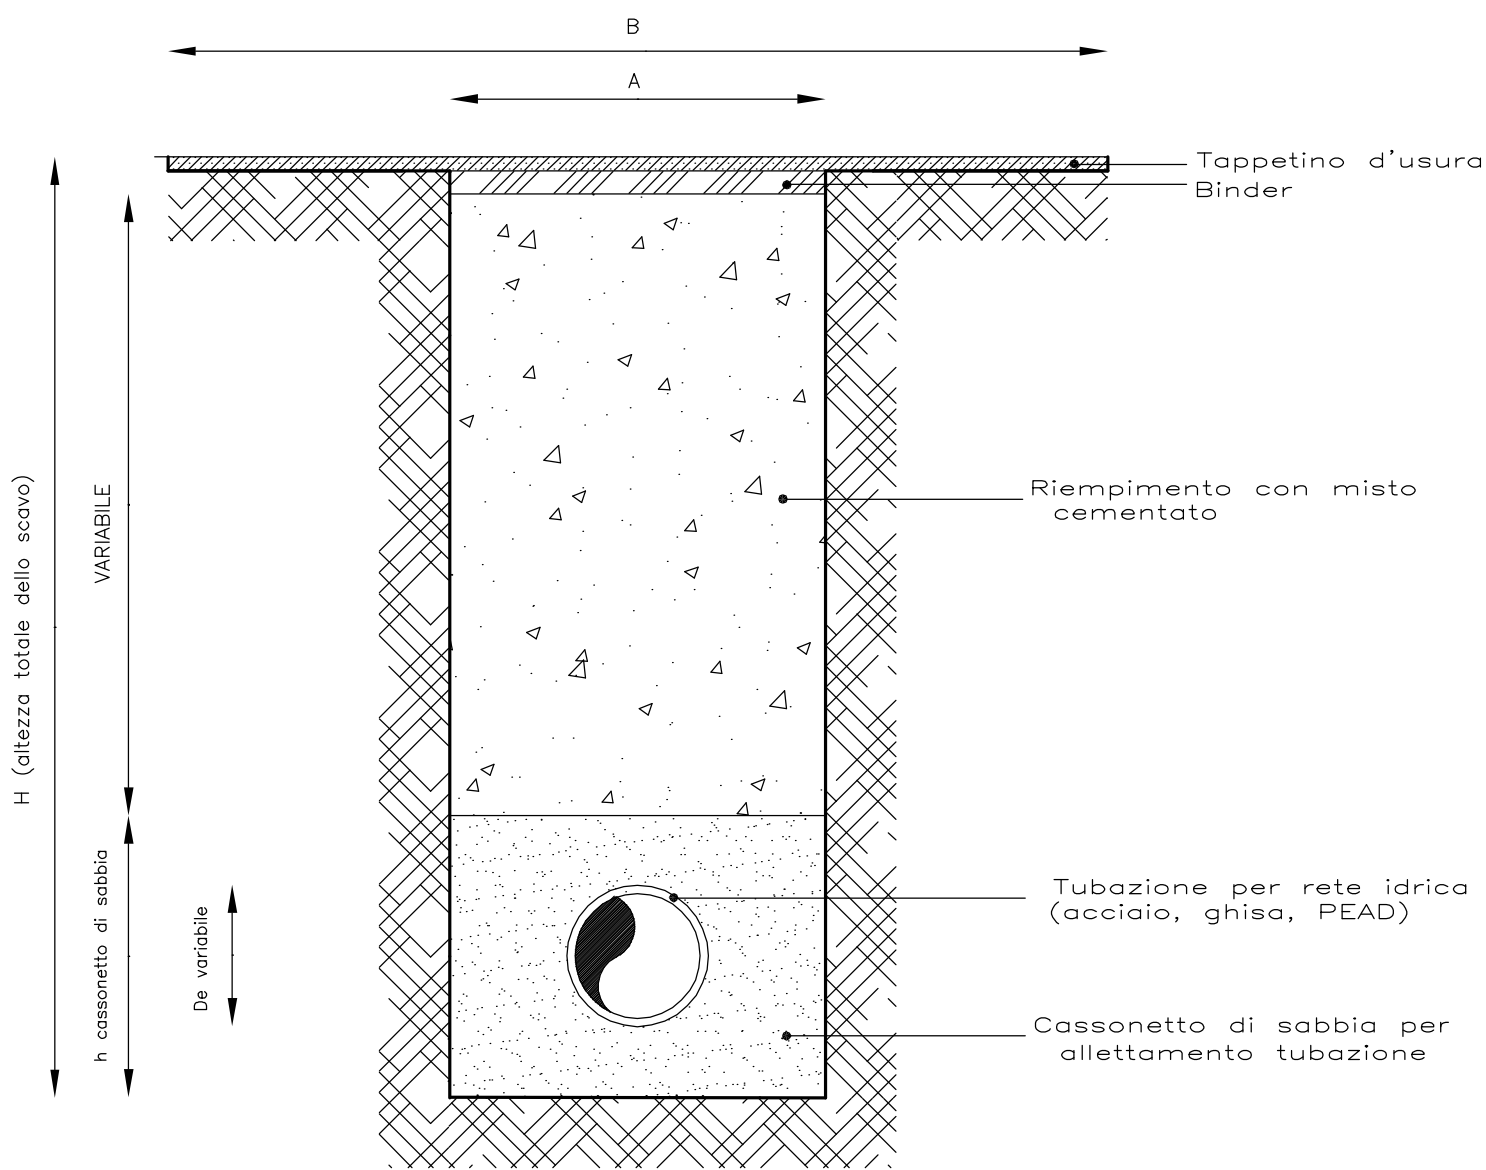 B
A
Tappetino d'usura
Binder
H (altezza totale dello scavo)
VARIABILE
Riempimento con misto
cementato
h cassonetto di sabbia
De variabile
Tubazione per rete idrica
(acciaio, ghisa, PEAD)
Cassonetto di sabbia per
allettamento tubazione